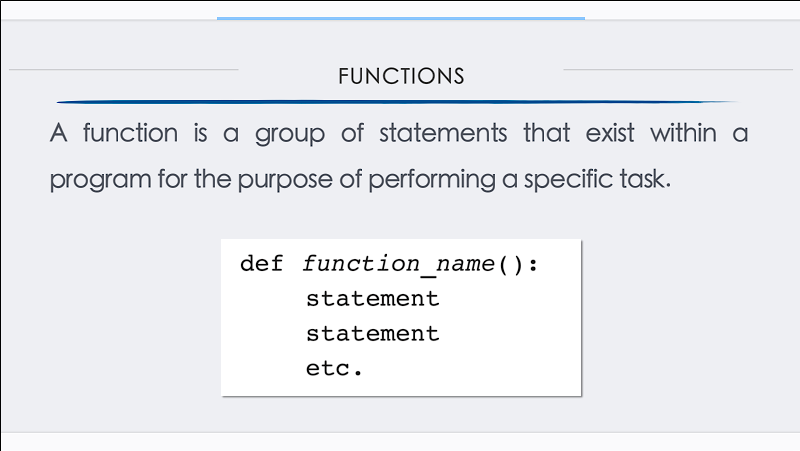 FUNCTIONS
A function is a group of statements that exist within a
program for the purpose of performing a specific task.
def function_name():
statement
statement
etc.